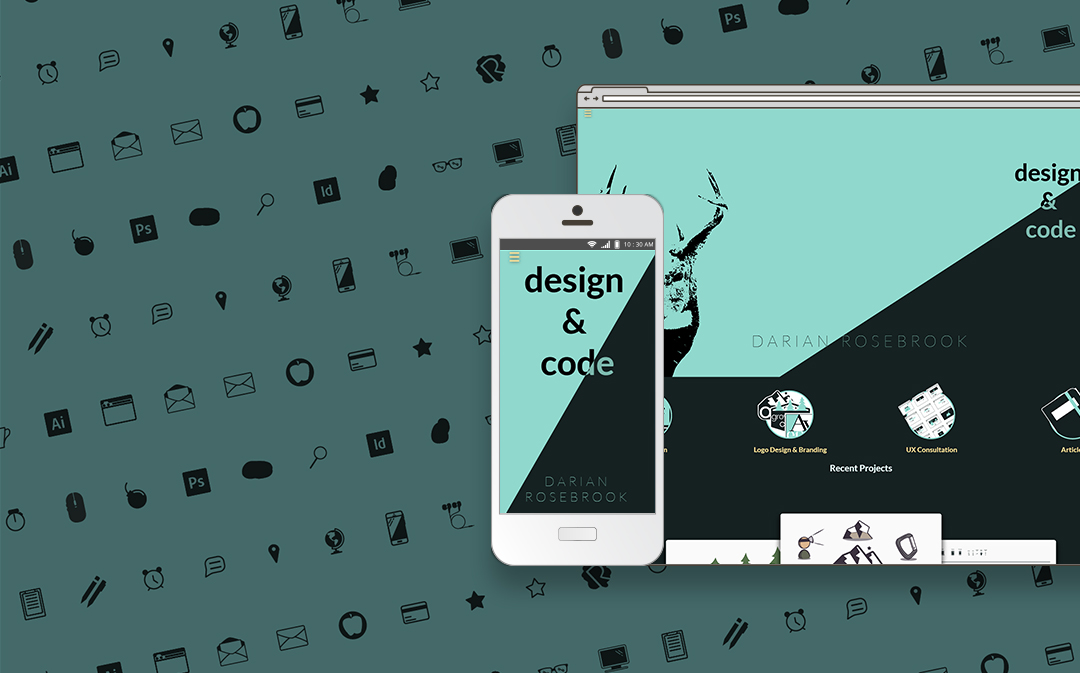 Ps
Ai
Id
Ps
design
&
code
10 : 30 AM
design
&
code
DARIAN ROSEBROOK
Ai
Id
Ps
Logo Design & Branding
UX Consultation
Recent Projects
DARIAN
ROSEBROOK